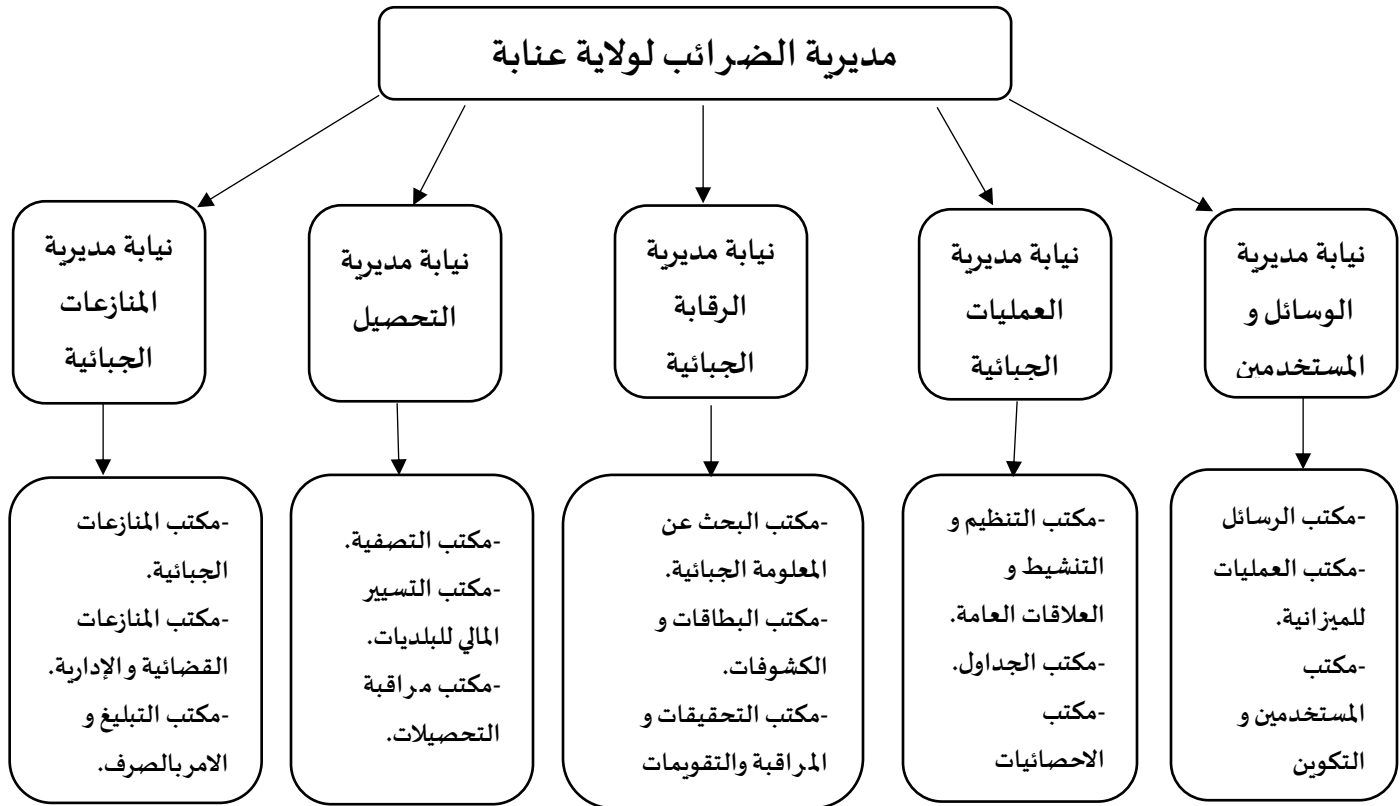 مديرية الضرائب لولاية عنابة
نيابة مديرية
الوسائل و
المستخدمين
نيابة مديرية
العمليات
الجبائية
نيابة مديرية
الرقابة
الجبائية
نيابة مديرية
التحصيل
نيابة مديرية
المنازعات
الجبائية
-مكتب الرسائل
-مكتب العمليات
للميزانية.
-مكتب
المستخدمين و
التكوين
-مكتب التنظيم و
التنشيط و
العلاقات العامة.
-مكتب الجداول.
-مكتب
الاحصائيات
-مكتب البحث عن
المعلومة الجبائية.
-مكتب البطاقات و
الكشوفات.
-مكتب التحقيقات و
المراقبة والتقويمات
-مكتب التصفية.
-مكتب التسيير
المالي للبلديات.
-مكتب مراقبة
التحصيلات.
-مكتب المنازعات
الجبائية.
-مكتب المنازعات
القضائية و الإدارية.
-مكتب التبليغ و
الامر بالصرف.